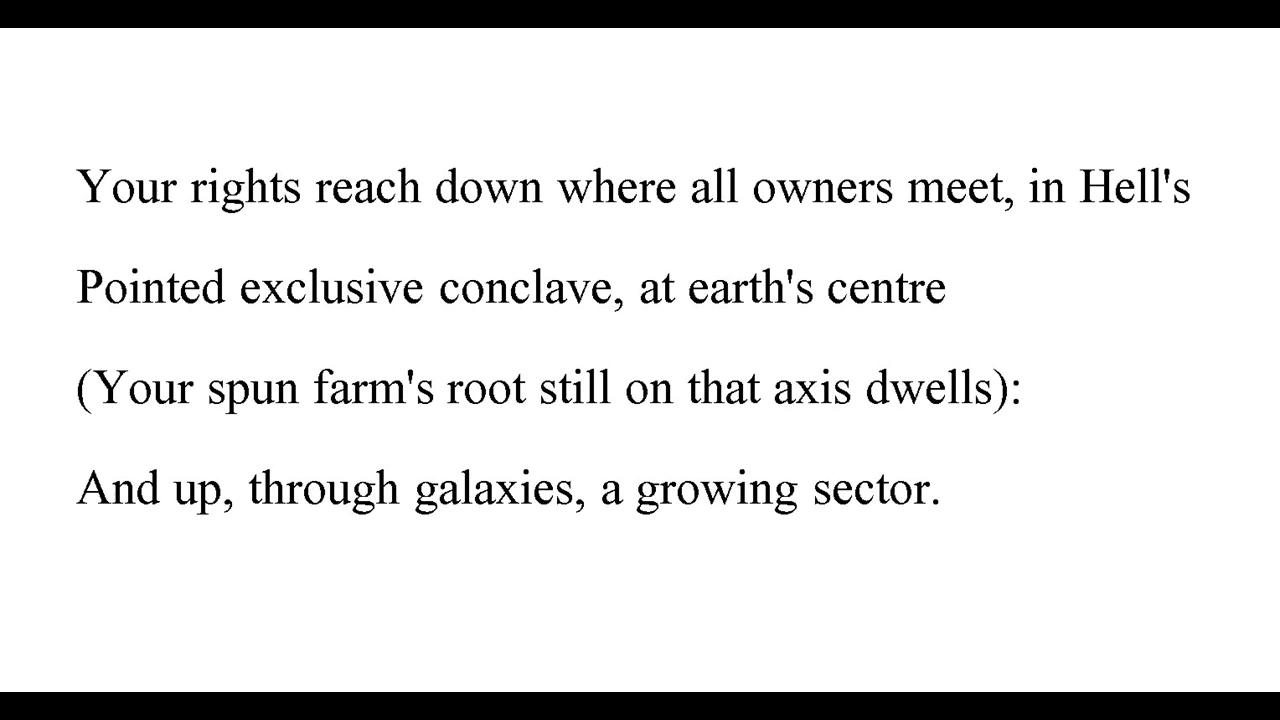 Your rights reach down where all owners meet, in Hell's
Pointed exclusive conclave, at earth's centre
(Your spun farm's root still on that axis dwells):
And up, through galaxies, a growing sector.